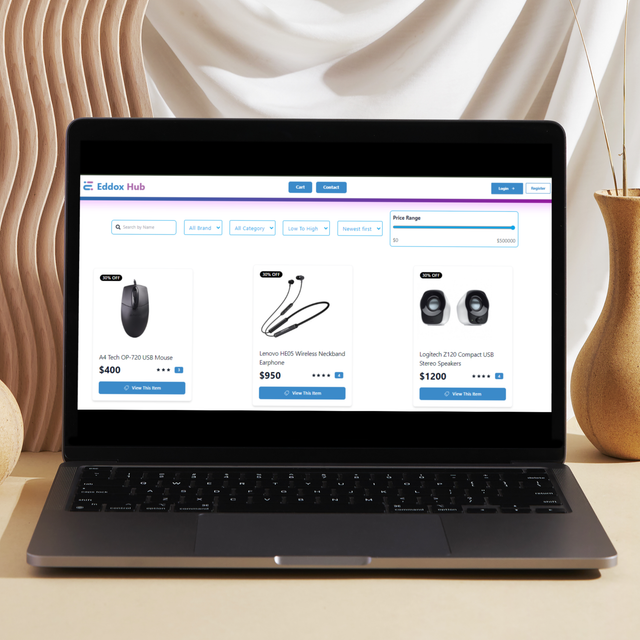 Eddox Hub
Cart
Contact
Login
Register
Search by Name
All Brand
All Category
Low To High
Newest first
Price Range
$0
$500000
30% OFF
30% OFF
30% OFF
A4 Tech OP-720 USB Mouse
$400
3
View This Item
Lenovo HE05 Wireless Neckband
Earphone
$950
4
View This Item
Logitech Z120 Compact USB
Stereo Speakers
$1200
4
View This Item